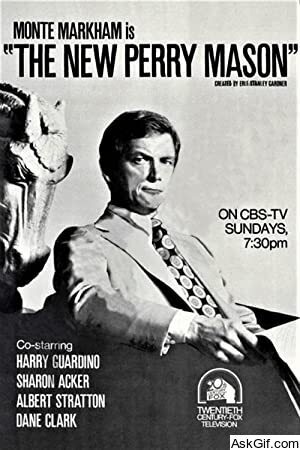 MONTE MARKHAM is
"THE NEW PERRY MASON"
CREATED BY ERLE STANLEY GARDNER
ON CBS-TV
SUNDAYS,
7:30pm
Co-starring
HARRY GUARDINO
SHARON ACKER
ALBERT STRATTON
DANE CLARK
TWENTIETH
CENTURY-FOX
TELEVISION
AskGif.com